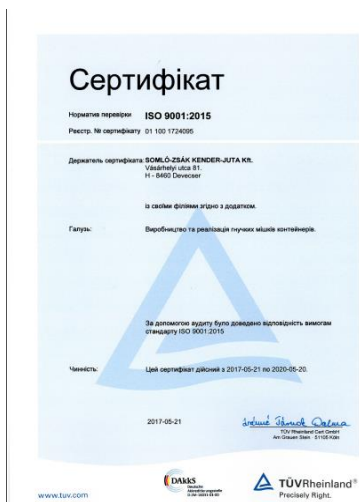 Сертифікат
Норматив перевірки ISO 9001:2015
Реєстр. № сертифікату 01 100 1724095
Держатель сертифіката: SOMLÓ-ZSÁK KENDER-JUTA Kft.
Vásárhelyi utca 81.
H - 8460 Devecser
із своїми філіями згідно з додатком.
Галузь: Виробництво та реалізація гнучких мішків контейнерів.
За допомогою аудиту було доведено відповідність вимогам
стандарту ISO 9001:2015
Чинність: Цей сертифікат дійсний з 2017-05-21 по 2020-05-20.
2017-05-21
TÜV Rheinland Cert GmbH
Am Grauen Stein · 51105 Köln
DAkkS
Deutsche
Akkreditierungsstelle
www.tuv.com
TÜVRheinland®
Precisely Right.